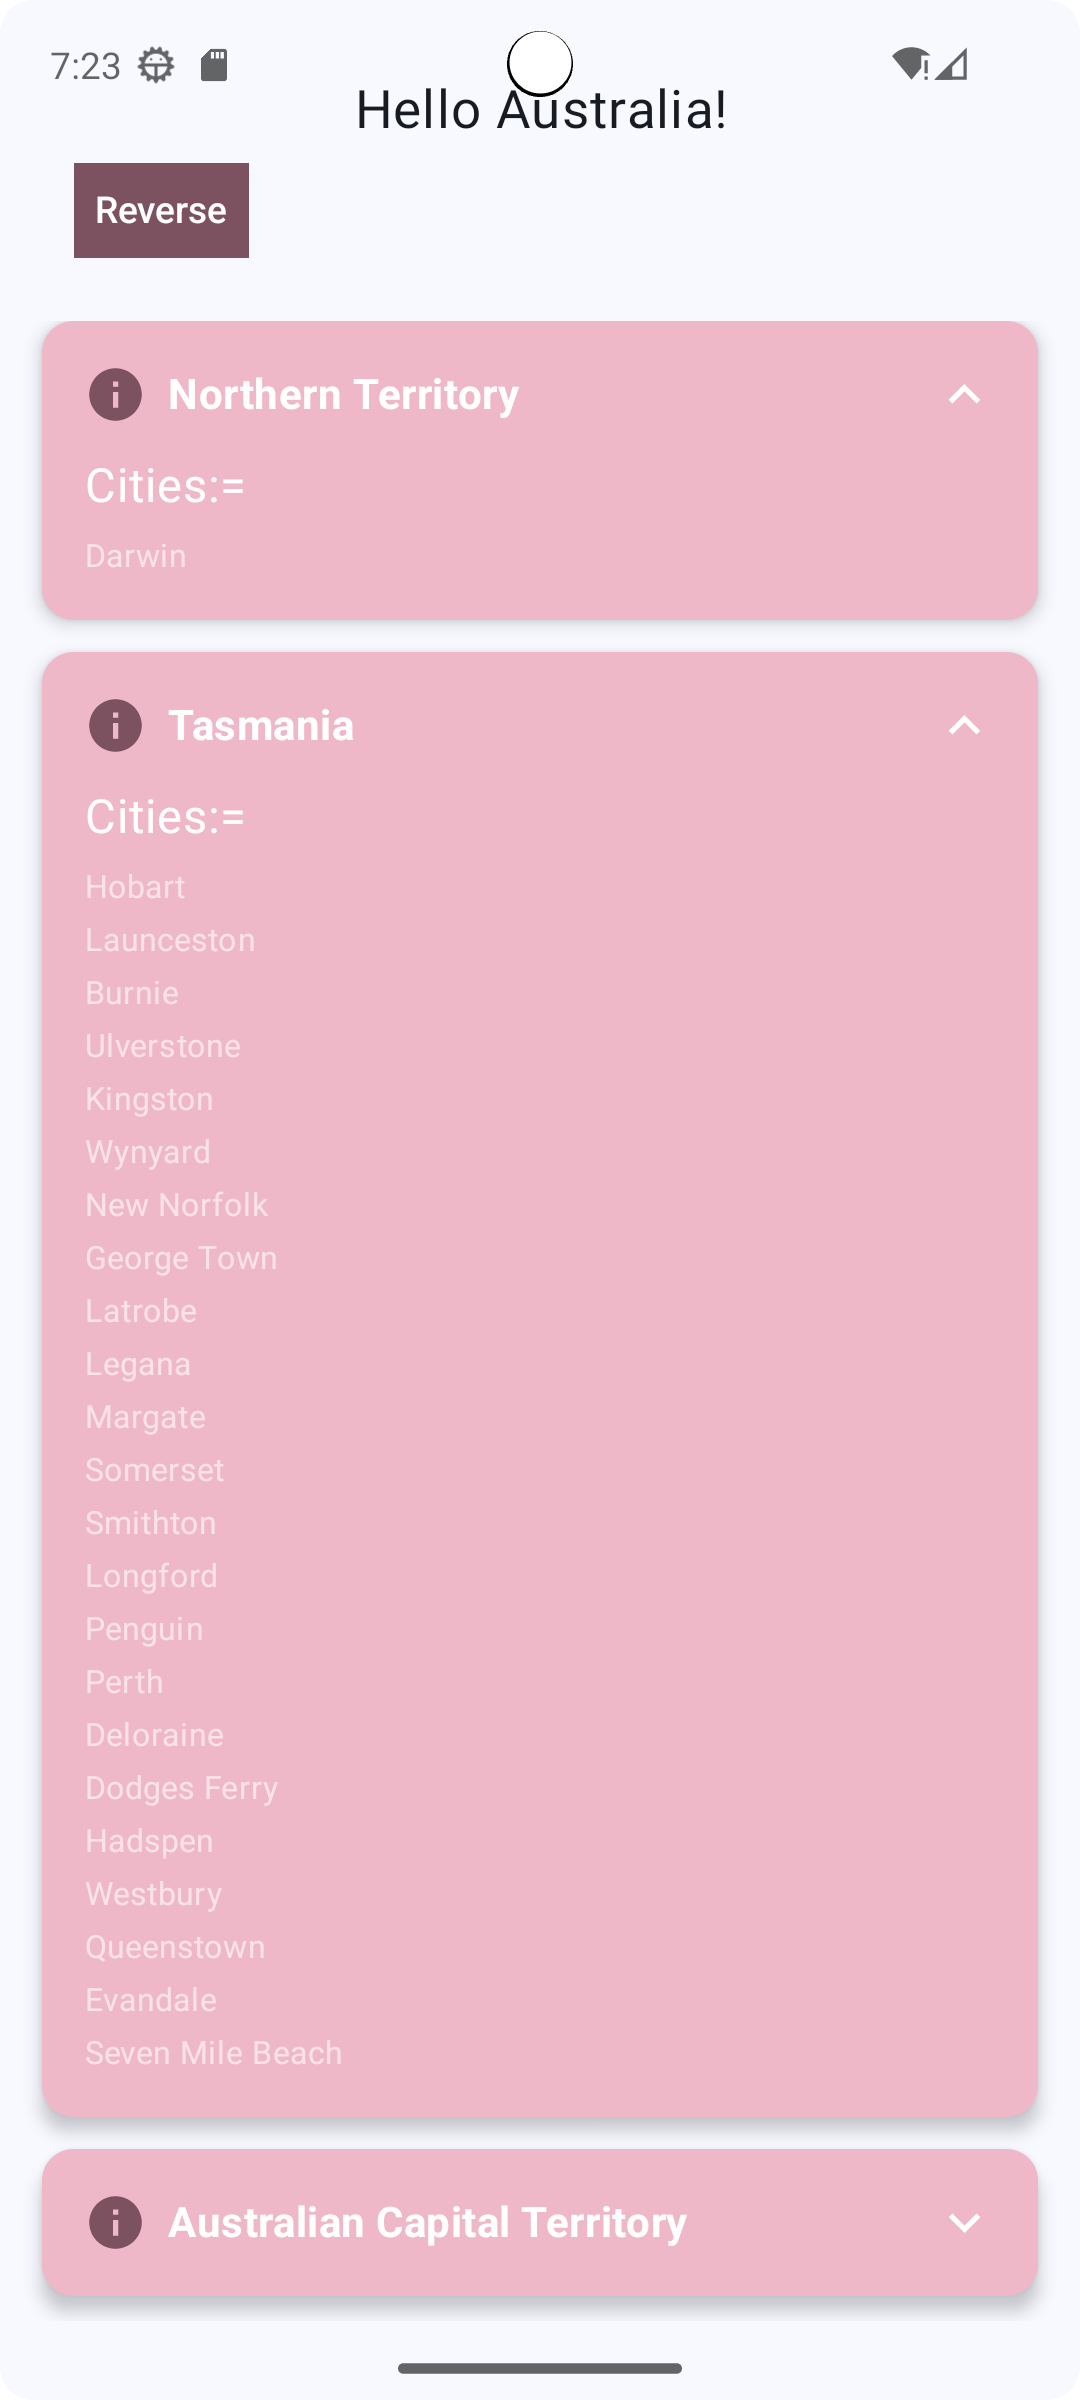 7:23
Hello Australia!
Reverse
Northern Territory
Cities:=
Darwin
Tasmania
Cities:=
Hobart
Launceston
Burnie
Ulverstone
Kingston
Wynyard
New Norfolk
George Town
Latrobe
Legana
Margate
Somerset
Smithton
Longford
Penguin
Perth
Deloraine
Dodges Ferry
Hadspen
Westbury
Queenstown
Evandale
Seven Mile Beach
Australian Capital Territory